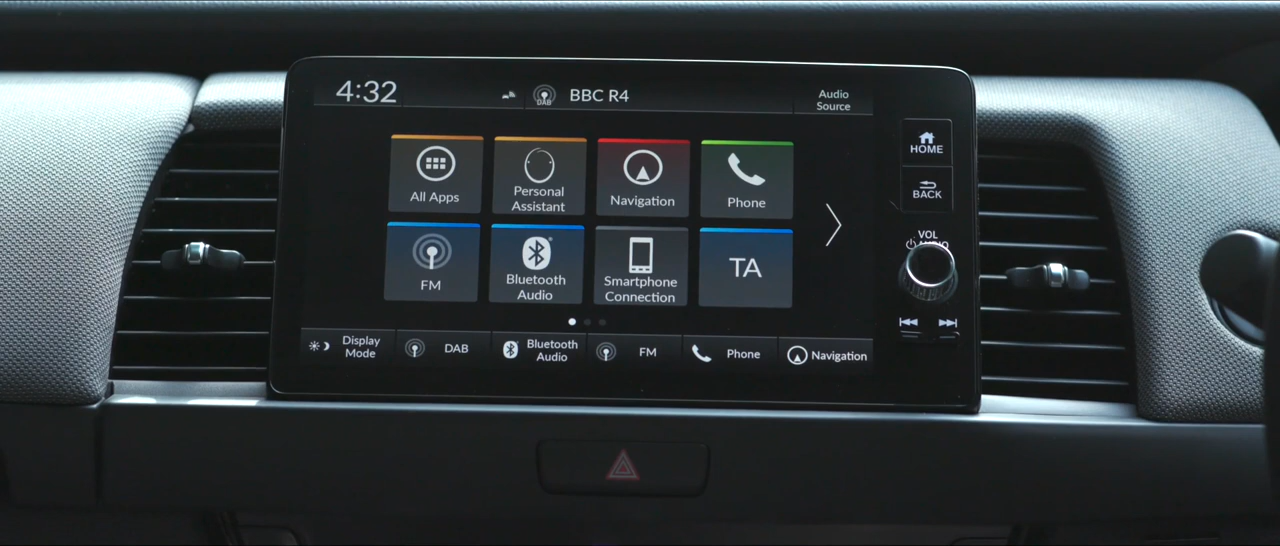 4:32
DAB
BBC R4
Audio
Source
All Apps
Personal
Assistant
Navigation
Phone
FM
Bluetooth
Audio
Smartphone
Connection
TA
Display
Mode
DAB
Bluetooth
Audio
FM
Phone
Navigation
HOME
BACK
VOL
AUDIO